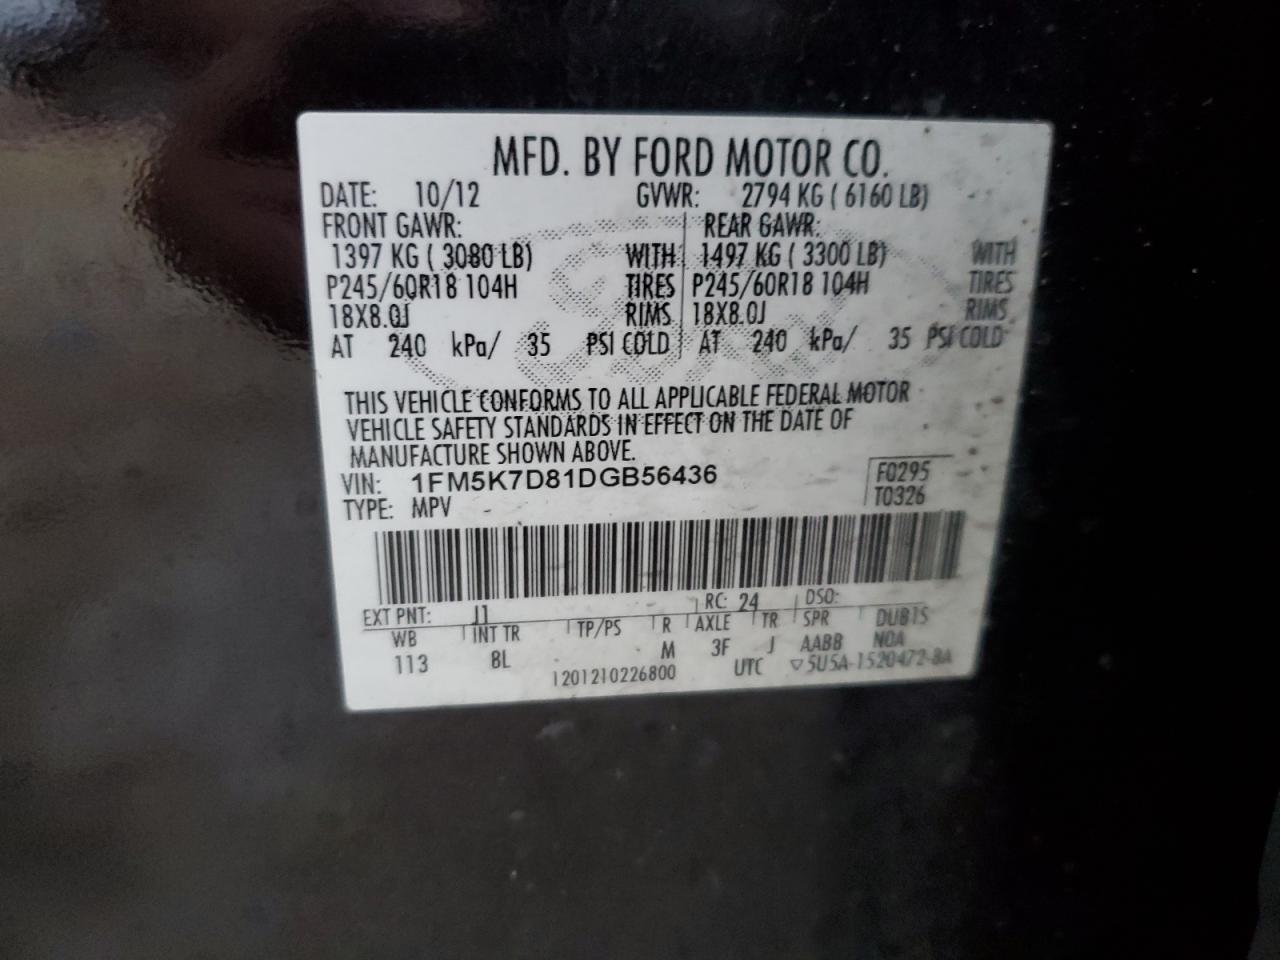 MFD. BY FORD MOTOR CO.
DATE: 10/12 GVWR: 2794 KG ( 6160 LB)
FRONT GAWR: REAR GAWR:
1397 KG ( 3080 LB) WITH 1497 KG ( 3300 LB) WITH
P245/60R18 104H TIRES P245/60R18 104H TIRES
18X8.0J RIMS 18X8.0J RIMS
AT 240 kPa/ 35 PSI COLD AT 240 kPa/ 35 PSI COLD
THIS VEHICLE CONFORMS TO ALL APPLICABLE FEDERAL MOTOR
VEHICLE SAFETY STANDARDS IN EFFECT ON THE DATE OF
MANUFACTURE SHOWN ABOVE.
VIN: 1FM5K7D81DGB56436 F0295
TYPE: MPV T0326
EXT PNT: J1 RC: 24 DSO:
WB INT TR TP/PS R AXLE TR SPR DUB1S
113 8L M 3F J AABB NOA
1201210226800 UTC ▽5U5A-1520472-BA